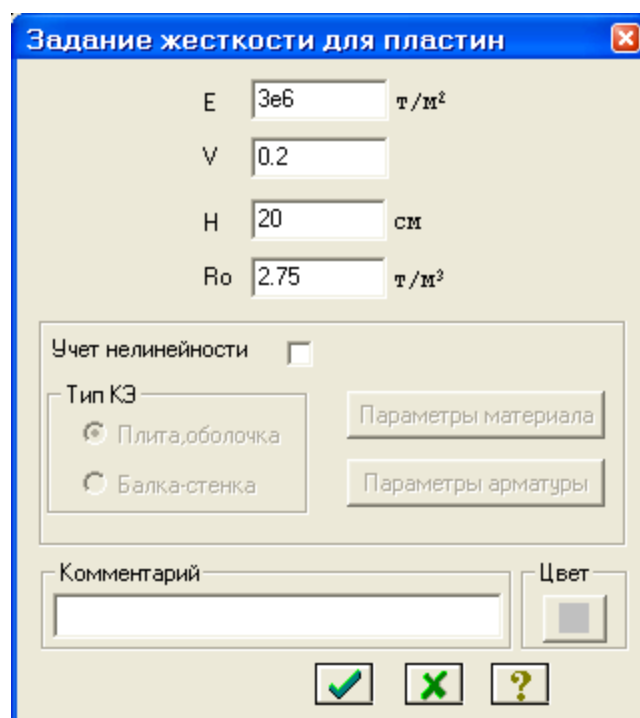 Задание жесткости для пластин
E 3e6 т/м²
V 0.2
H 20 см
Ro 2.75 т/м³
Учет нелинейности
Тип КЭ
Плита,оболочка
Параметры материала
Балка-стенка
Параметры арматуры
Комментарий
Цвет
?